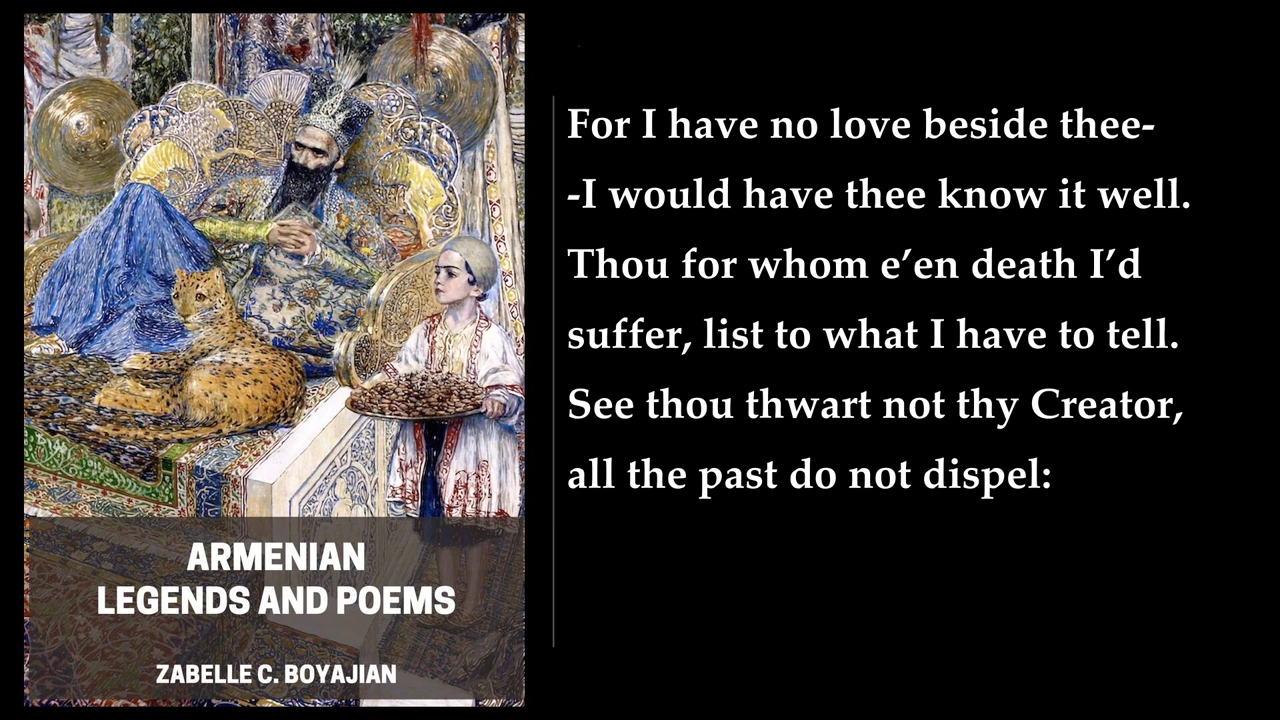 ARMENIAN
LEGENDS AND POEMS
ZABELLE C. BOYAJIAN
For I have no love beside thee-
-I would have thee know it well.
Thou for whom e’en death I’d
suffer, list to what I have to tell.
See thou thwart not thy Creator,
all the past do not dispel: